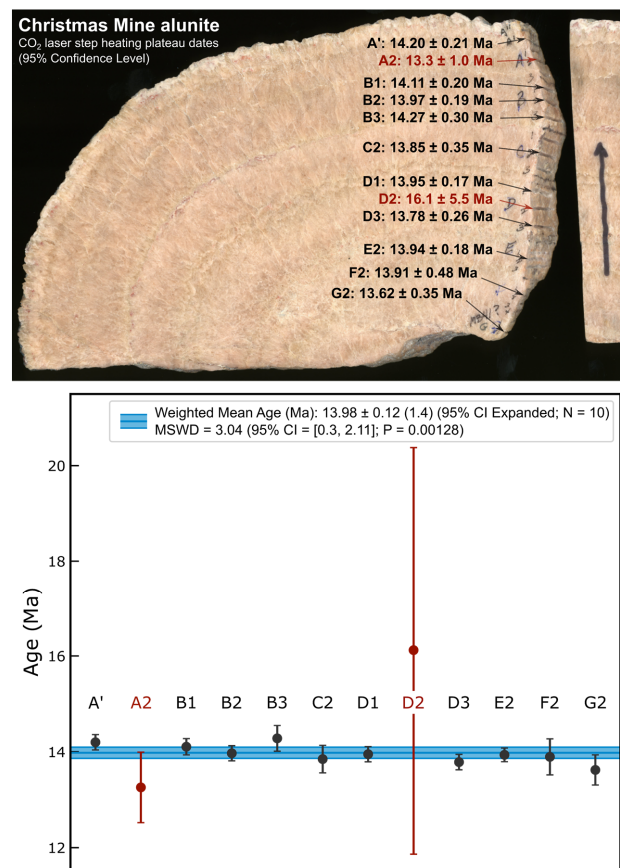 Christmas Mine alunite
CO₂ laser step heating plateau dates
(95% Confidence Level)
A': 14.20 ± 0.21 Ma
A2: 13.3 ± 1.0 Ma
B1: 14.11 ± 0.20 Ma
B2: 13.97 ± 0.19 Ma
B3: 14.27 ± 0.30 Ma
C2: 13.85 ± 0.35 Ma
D1: 13.95 ± 0.17 Ma
D2: 16.1 ± 5.5 Ma
D3: 13.78 ± 0.26 Ma
E2: 13.94 ± 0.18 Ma
F2: 13.91 ± 0.48 Ma
G2: 13.62 ± 0.35 Ma
Weighted Mean Age (Ma): 13.98 ± 0.12 (1.4) (95% CI Expanded; N = 10)
MSWD = 3.04 (95% CI = [0.3, 2.11]; P = 0.00128)
Age (Ma)
20
18
16
14
12
A' A2 B1 B2 B3 C2 D1 D2 D3 E2 F2 G2